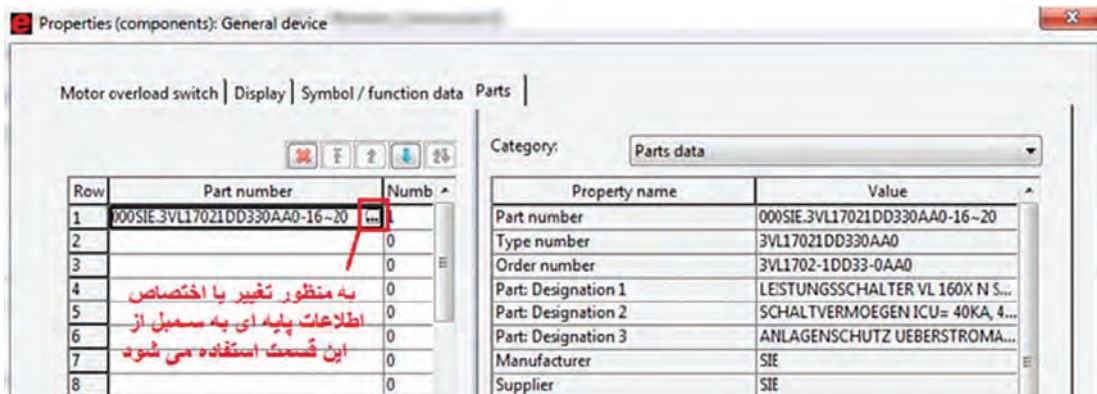 Properties (components): General device
Motor overload switch Display Symbol / function data Parts
Category: Parts data
Row Part number Numb
1 000SIE.3VL17021DD330AA0-16~20 ... 1
2 0
3 0
4 0
5 0
6 0
7 0
8 0
به منظور تغییر یا اختصاص
اطلاعات پایه ای به سمبل از
این قسمت استفاده می شود
Property name Value
Part number 000SIE.3VL17021DD330AA0-16~20
Type number 3VL17021DD330AA0
Order number 3VL1702-1DD33-0AA0
Part: Designation 1 LEISTUNGSSCHALTER VL 160X N S...
Part: Designation 2 SCHALTVERMOEGEN ICU= 40KA, 4...
Part: Designation 3 ANLAGENSCHUTZ UEBERSTROMA...
Manufacturer SIE
Supplier SIE